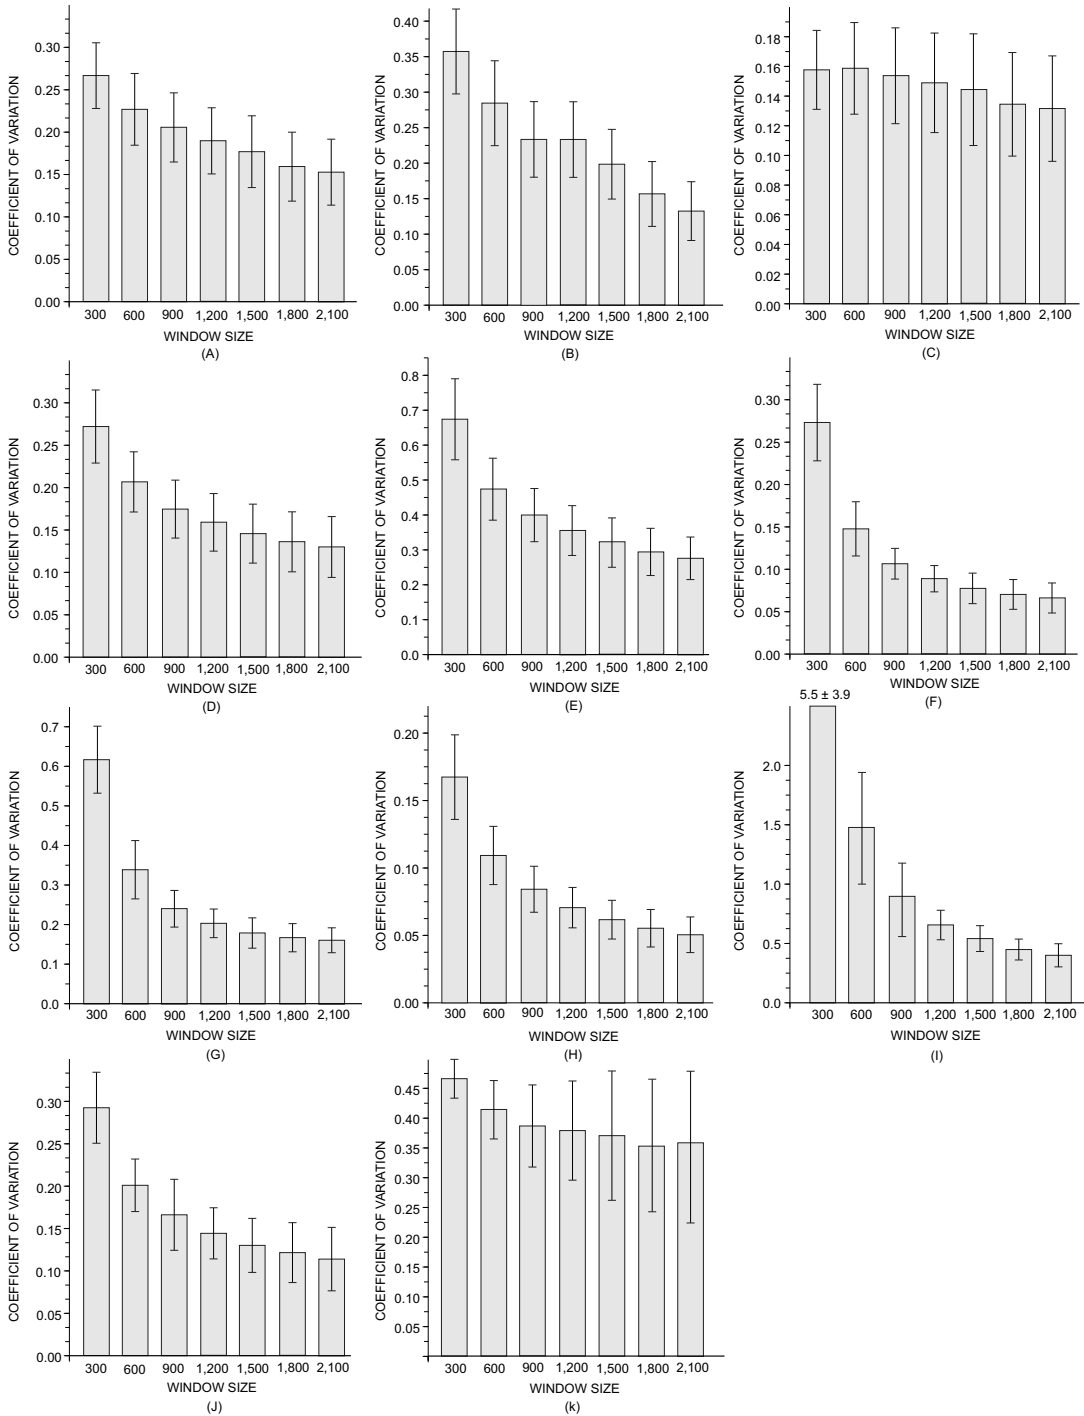 COEFFICIENT OF VARIATION
0.30
0.25
0.20
0.15
0.10
0.05
0.00
300 600 900 1,200 1,500 1,800 2,100
WINDOW SIZE
(A)
COEFFICIENT OF VARIATION
0.40
0.35
0.30
0.25
0.20
0.15
0.10
0.05
0.00
300 600 900 1,200 1,500 1,800 2,100
WINDOW SIZE
(B)
COEFFICIENT OF VARIATION
0.18
0.16
0.14
0.12
0.10
0.08
0.06
0.04
0.02
0.00
300 600 900 1,200 1,500 1,800 2,100
WINDOW SIZE
(C)
COEFFICIENT OF VARIATION
0.30
0.25
0.20
0.15
0.10
0.05
0.00
300 600 900 1,200 1,500 1,800 2,100
WINDOW SIZE
(D)
COEFFICIENT OF VARIATION
0.8
0.7
0.6
0.5
0.4
0.3
0.2
0.1
0.0
300 600 900 1,200 1,500 1,800 2,100
WINDOW SIZE
(E)
COEFFICIENT OF VARIATION
0.30
0.25
0.20
0.15
0.10
0.05
0.00
300 600 900 1,200 1,500 1,800 2,100
WINDOW SIZE
(F)
COEFFICIENT OF VARIATION
0.7
0.6
0.5
0.4
0.3
0.2
0.1
0.0
300 600 900 1,200 1,500 1,800 2,100
WINDOW SIZE
(G)
COEFFICIENT OF VARIATION
0.20
0.15
0.10
0.05
0.00
300 600 900 1,200 1,500 1,800 2,100
WINDOW SIZE
(H)
5.5 ± 3.9
COEFFICIENT OF VARIATION
2.0
1.5
1.0
0.5
0.0
300 600 900 1,200 1,500 1,800 2,100
WINDOW SIZE
(I)
COEFFICIENT OF VARIATION
0.30
0.25
0.20
0.15
0.10
0.05
0.00
300 600 900 1,200 1,500 1,800 2,100
WINDOW SIZE
(J)
COEFFICIENT OF VARIATION
0.45
0.40
0.35
0.30
0.25
0.20
0.15
0.10
0.05
300 600 900 1,200 1,500 1,800 2,100
WINDOW SIZE
(k)